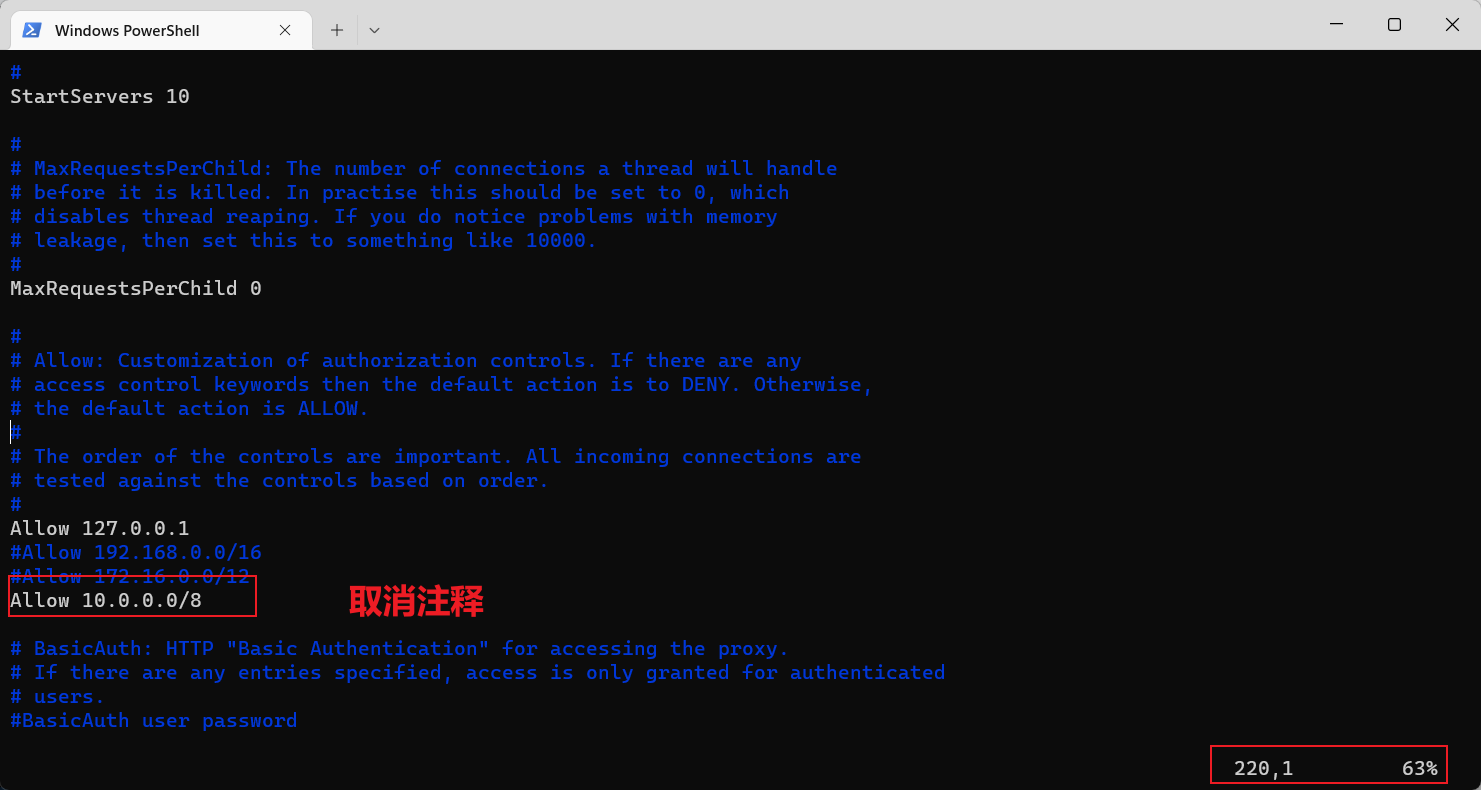 Windows PowerShell
#
StartServers 10
#
# MaxRequestsPerChild: The number of connections a thread will handle
# before it is killed. In practise this should be set to 0, which
# disables thread reaping. If you do notice problems with memory
# leakage, then set this to something like 10000.
#
MaxRequestsPerChild 0
#
# Allow: Customization of authorization controls. If there are any
# access control keywords then the default action is to DENY. Otherwise,
# the default action is ALLOW.
#
# The order of the controls are important. All incoming connections are
# tested against the controls based on order.
#
Allow 127.0.0.1
#Allow 192.168.0.0/16
#Allow 172.16.0.0/12
Allow 10.0.0.0/8
取消注释
# BasicAuth: HTTP "Basic Authentication" for accessing the proxy.
# If there are any entries specified, access is only granted for authenticated
# users.
#BasicAuth user password
220,1 63%